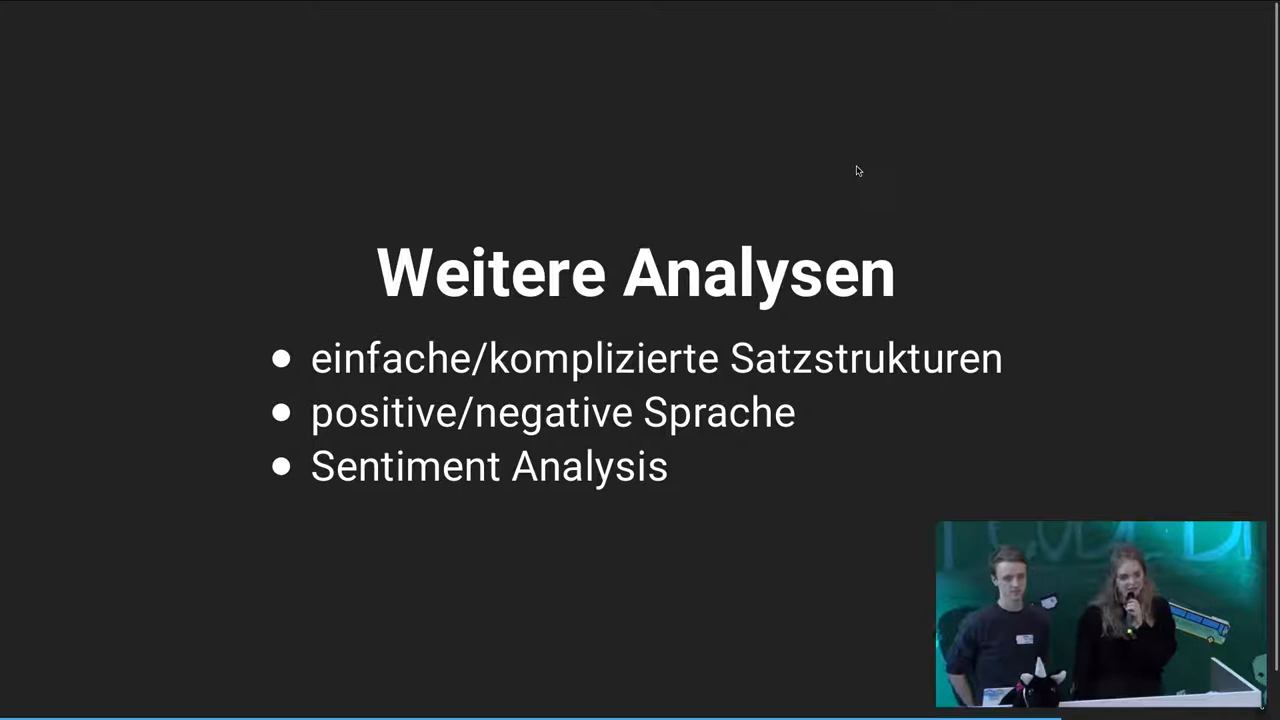 Weitere Analysen
einfache/komplizierte Satzstrukturen
positive/negative Sprache
Sentiment Analysis